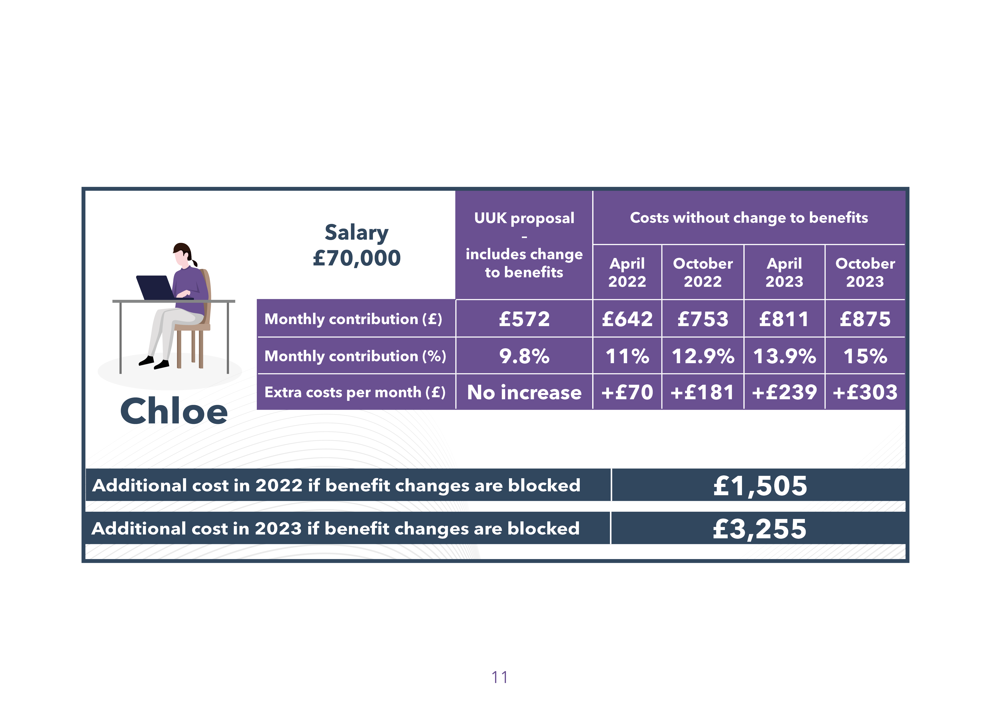 Salary
£70,000
UUK proposal
–
includes change
to benefits
Costs without change to benefits
April
2022
October
2022
April
2023
October
2023
Monthly contribution (£)
£572
£642
£753
£811
£875
Monthly contribution (%)
9.8%
11%
12.9%
13.9%
15%
Extra costs per month (£)
No increase
+£70
+£181
+£239
+£303
Chloe
Additional cost in 2022 if benefit changes are blocked
£1,505
Additional cost in 2023 if benefit changes are blocked
£3,255
11